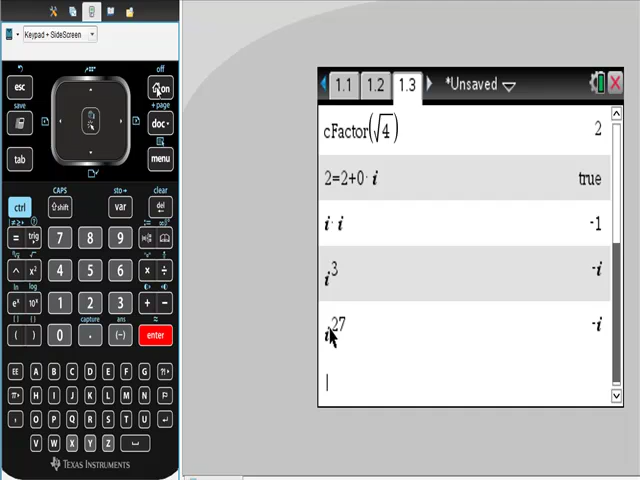 Keypad + SideScreen
off
esc
on
save
+page
doc
tab
menu
CAPS
sto→
clear
ctrl
⇧shift
var
del
= trig 7 8 9
^ x² 4 5 6 × ÷
ln log
eˣ 10ˣ 1 2 3 + −
capture ans
( ) 0 . (−) enter
EE A B C D E F G ?!
π H I J K L M N
, O P Q R S T U
V W X Y Z
TEXAS INSTRUMENTS
1.1 1.2 1.3 *Unsaved
cFactor(√4) 2
2=2+0·i true
i·i -1
i³ -i
i²⁷ -i